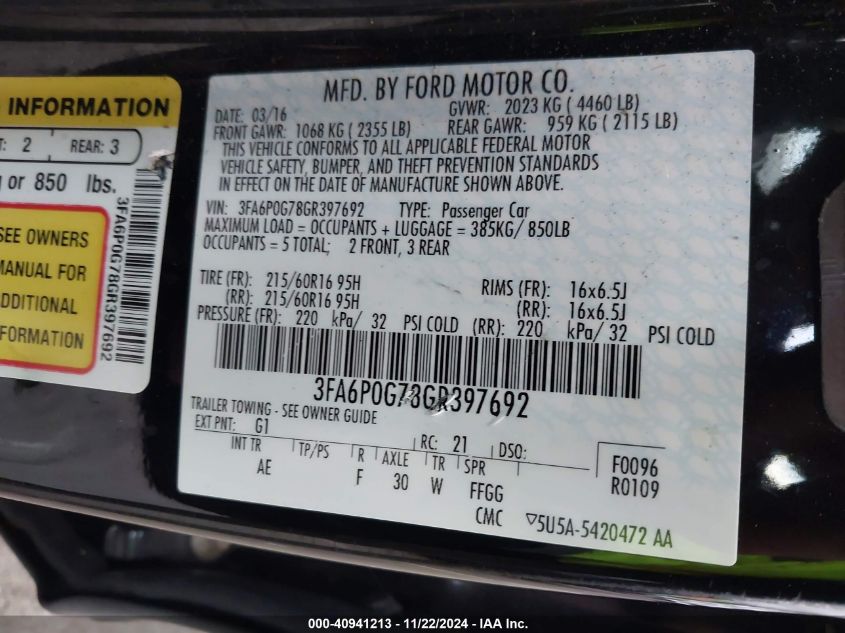 INFORMATION
2 REAR: 3
or 850 lbs.
SEE OWNERS
MANUAL FOR
ADDITIONAL
FORMATION
3FA6P0G78GR397692
MFD. BY FORD MOTOR CO.
DATE: 03/16 GVWR: 2023 KG ( 4460 LB)
FRONT GAWR: 1068 KG ( 2355 LB) REAR GAWR: 959 KG ( 2115 LB)
THIS VEHICLE CONFORMS TO ALL APPLICABLE FEDERAL MOTOR
VEHICLE SAFETY, BUMPER, AND THEFT PREVENTION STANDARDS
IN EFFECT ON THE DATE OF MANUFACTURE SHOWN ABOVE.
VIN: 3FA6P0G78GR397692 TYPE: Passenger Car
MAXIMUM LOAD = OCCUPANTS + LUGGAGE = 385KG/ 850LB
OCCUPANTS = 5 TOTAL; 2 FRONT, 3 REAR
TIRE (FR): 215/60R16 95H RIMS (FR): 16x6.5J
(RR): 215/60R16 95H (RR): 16x6.5J
PRESSURE (FR): 220 kPa/ 32 PSI COLD (RR): 220 kPa/ 32 PSI COLD
3FA6P0G78GR397692
TRAILER TOWING - SEE OWNER GUIDE
EXT PNT: G1 RC: 21 DSO: F0096
INT TR TP/PS R AXLE TR SPR R0109
AE F 30 W FFGG
CMC 5U5A-5420472 AA
000-40941213 - 11/22/2024 - IAA Inc.